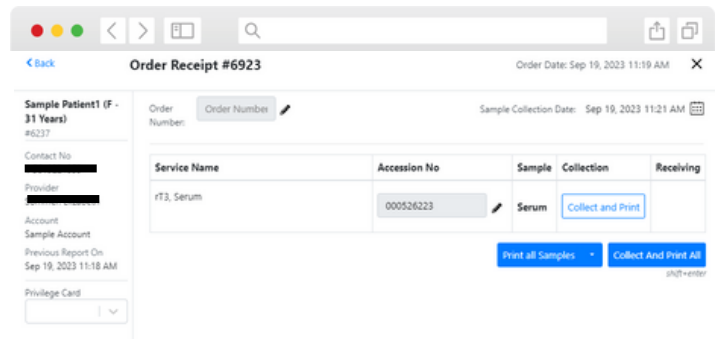 Back
Order Receipt #6923
Order Date: Sep 19, 2023 11:19 AM
Sample Patient1 (F -
31 Years)
#6237
Contact No
Provider
Account
Sample Account
Previous Report On
Sep 19, 2023 11:18 AM
Privilege Card
Order
Number:
Order Number
Sample Collection Date: Sep 19, 2023 11:21 AM
Service Name Accession No Sample Collection Receiving
rT3, Serum 000526223 Serum Collect and Print
Print all Samples Collect And Print All
shift+enter